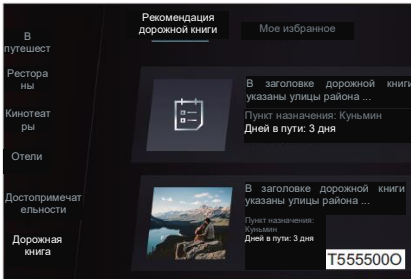 Рекомендация
дорожной книги
Мое избранное
В
путешест
Рестора
ны
Кинотеат
ры
Отели
Достопримечат
ельности
Дорожная
книга
В заголовке дорожной книги
указаны улицы района ...
Пункт назначения: Куньмин
Дней в пути: 3 дня
В заголовке дорожной книги
указаны улицы района ...
Пункт назначения:
Куньмин
Дней в пути: 3 дня
T555500O